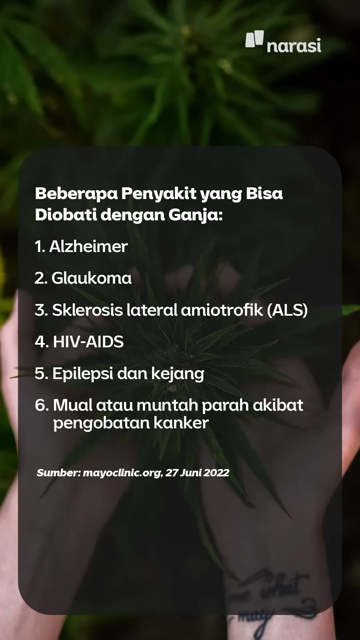 narasi
Beberapa Penyakit yang Bisa
Diobati dengan Ganja:
1. Alzheimer
2. Glaukoma
3. Sklerosis lateral amiotrofik (ALS)
4. HIV-AIDS
5. Epilepsi dan kejang
6. Mual atau muntah parah akibat
pengobatan kanker
Sumber: mayoclinic.org, 27 Juni 2022
what
may